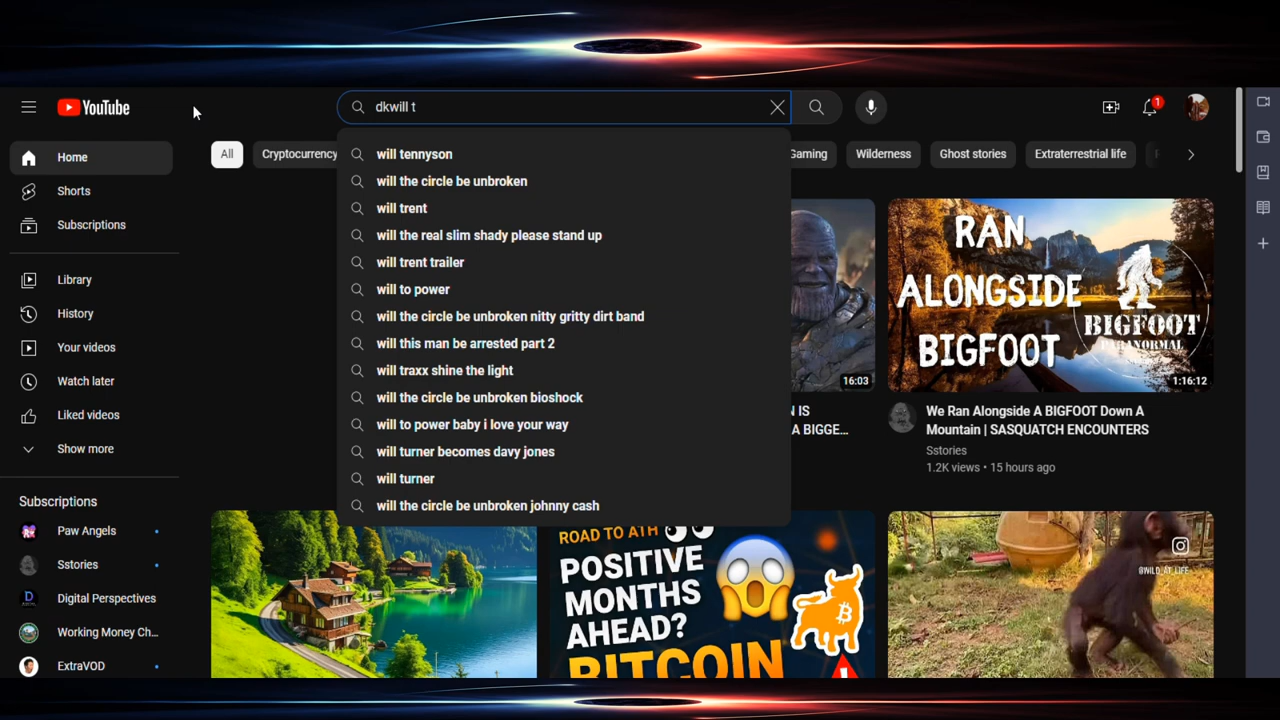 YouTube
dkwill t
1
Home
Shorts
Subscriptions
Library
History
Your videos
Watch later
Liked videos
Show more
Subscriptions
Paw Angels
Sstories
Digital Perspectives
Working Money Ch...
ExtraVOD
All
Cryptocurrency
Gaming
Wilderness
Ghost stories
Extraterrestrial life
will tennyson
will the circle be unbroken
will trent
will the real slim shady please stand up
will trent trailer
will to power
will the circle be unbroken nitty gritty dirt band
will this man be arrested part 2
will traxx shine the light
will the circle be unbroken bioshock
will to power baby i love your way
will turner becomes davy jones
will turner
will the circle be unbroken johnny cash
16:03
N IS
A BIGGE...
RAN
ALONGSIDE
BIGFOOT
BIGFOOT
PARANORMAL
1:16:12
We Ran Alongside A BIGFOOT Down A
Mountain | SASQUATCH ENCOUNTERS
Sstories
1.2K views • 15 hours ago
ROAD TO ATH
POSITIVE
MONTHS
AHEAD?
BITCOIN
@WILD_AT_LIFE